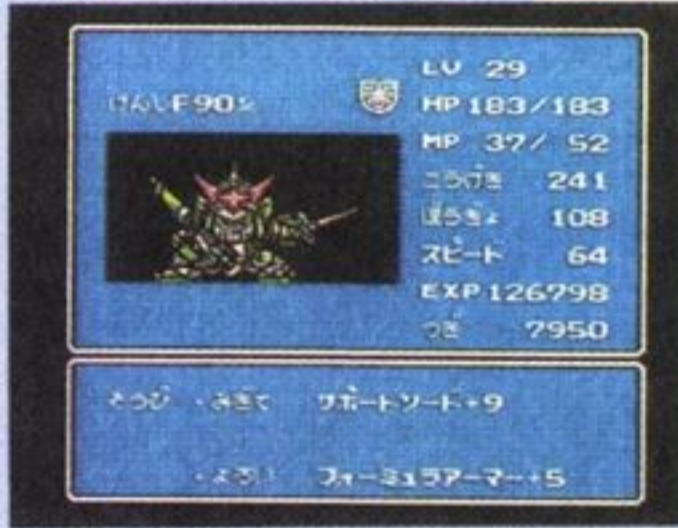 LV 29
けんしF90
HP 183/183
MP 37/ 52
こうげき 241
ぼうぎょ 108
スピード 64
EXP 126798
つぎ 7950
そうび ・みぎて サポートソード+9
・よろい フォーミュラアーマー+5